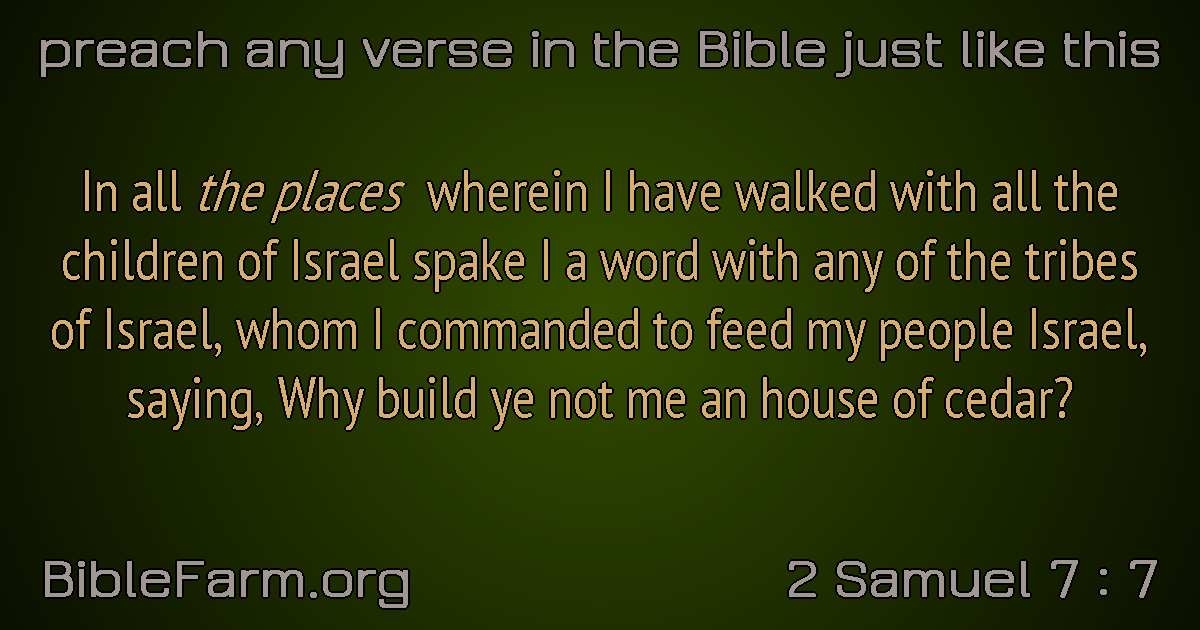 preach any verse in the Bible just like this
In all the places wherein I have walked with all the
children of Israel spake I a word with any of the tribes
of Israel, whom I commanded to feed my people Israel,
saying, Why build ye not me an house of cedar?
BibleFarm.org
2 Samuel 7 : 7